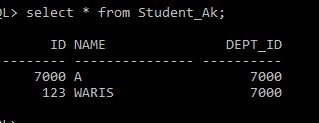 QL> select * from Student_Ak;
ID NAME DEPT_ID
-------- --------------- ----------
7000 A 7000
123 WARIS 7000